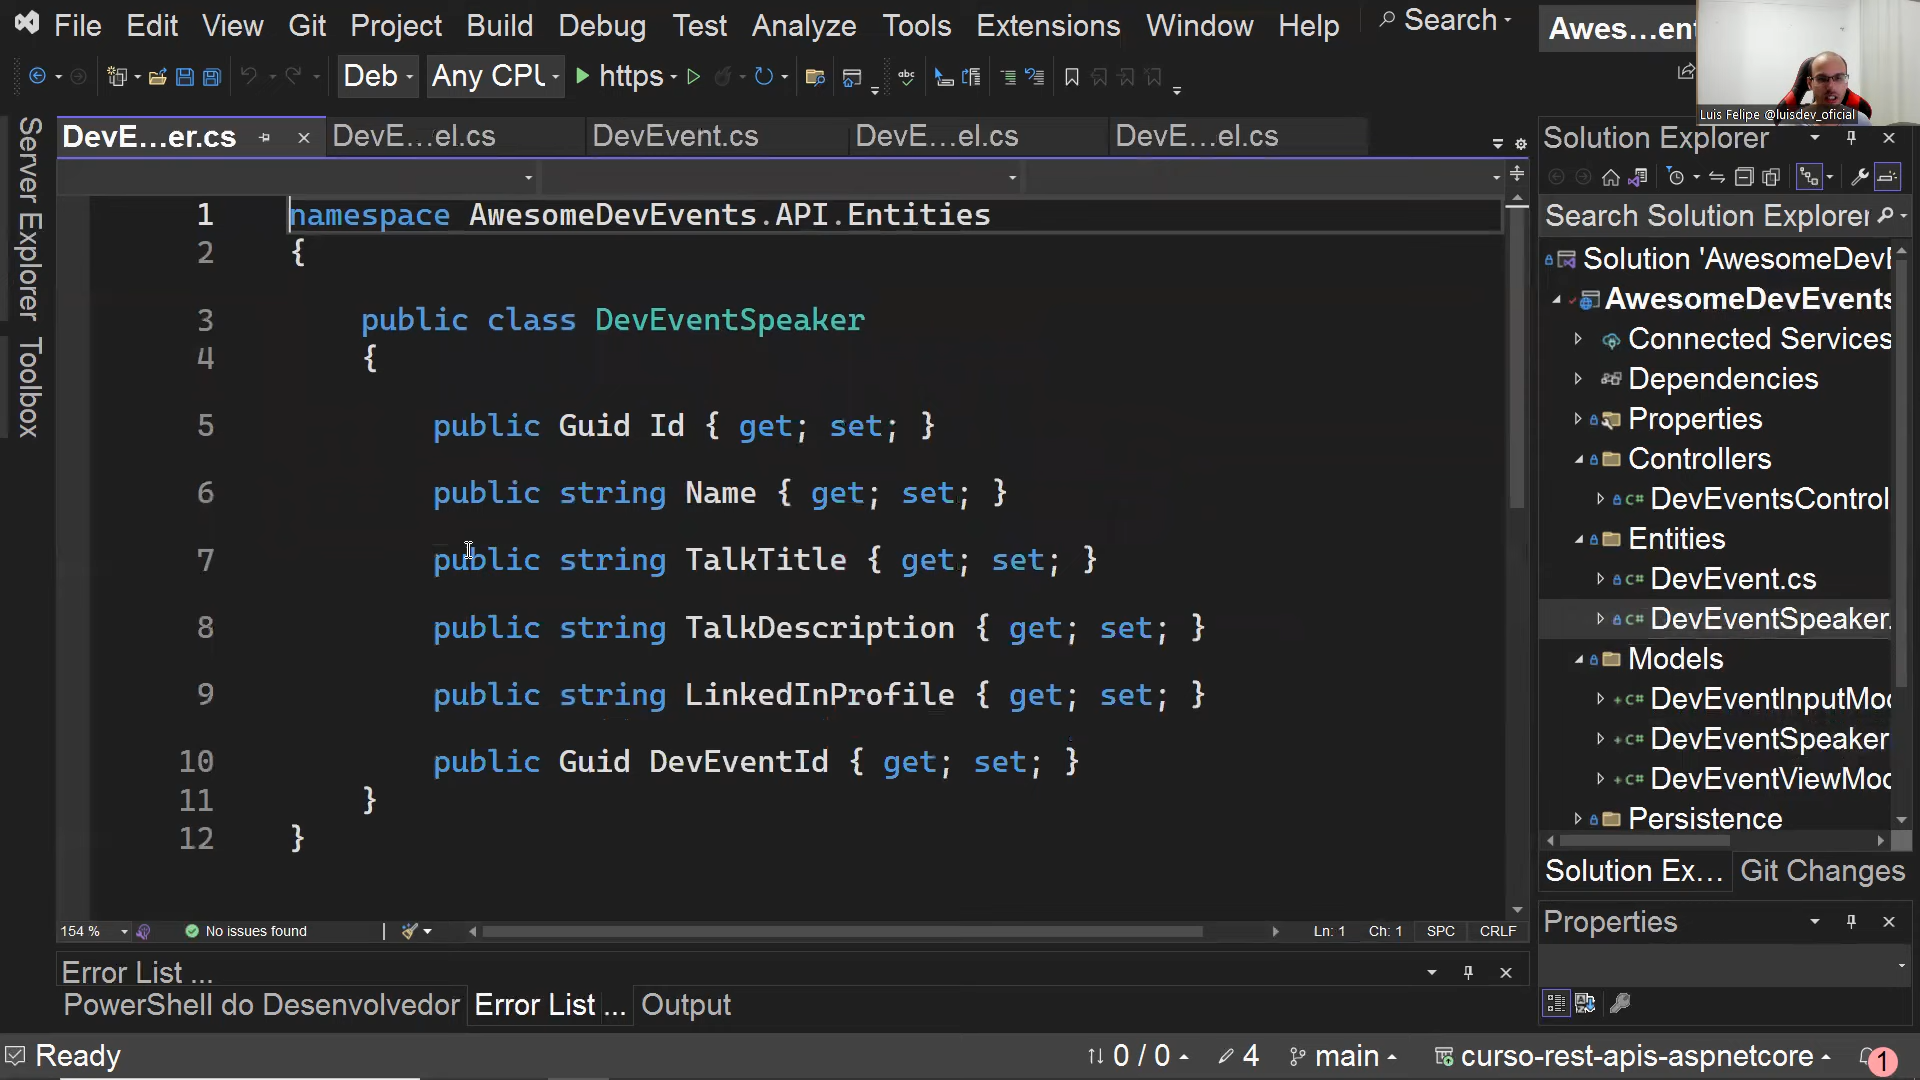 File Edit View Git Project Build Debug Test Analyze Tools Extensions Window Help Search Awes...ent
Deb Any CPU https
Luis Felipe @luisdev_oficial
Server Explorer
Toolbox
DevE...er.cs DevE...el.cs DevEvent.cs DevE...el.cs DevE...el.cs
1 namespace AwesomeDevEvents.API.Entities
2 {
3 public class DevEventSpeaker
4 {
5 public Guid Id { get; set; }
6 public string Name { get; set; }
7 public string TalkTitle { get; set; }
8 public string TalkDescription { get; set; }
9 public string LinkedInProfile { get; set; }
10 public Guid DevEventId { get; set; }
11 }
12 }
154 % No issues found Ln: 1 Ch: 1 SPC CRLF
Error List ...
PowerShell do Desenvolvedor Error List ... Output
Solution Explorer
Search Solution Explorer
Solution 'AwesomeDevE
AwesomeDevEvents
Connected Services
Dependencies
Properties
Controllers
C# DevEventsControl
Entities
C# DevEvent.cs
C# DevEventSpeaker.
Models
C# DevEventInputMo
C# DevEventSpeaker
C# DevEventViewMod
Persistence
Solution Ex... Git Changes
Properties
Ready 0 / 0 4 main curso-rest-apis-aspnetcore 1